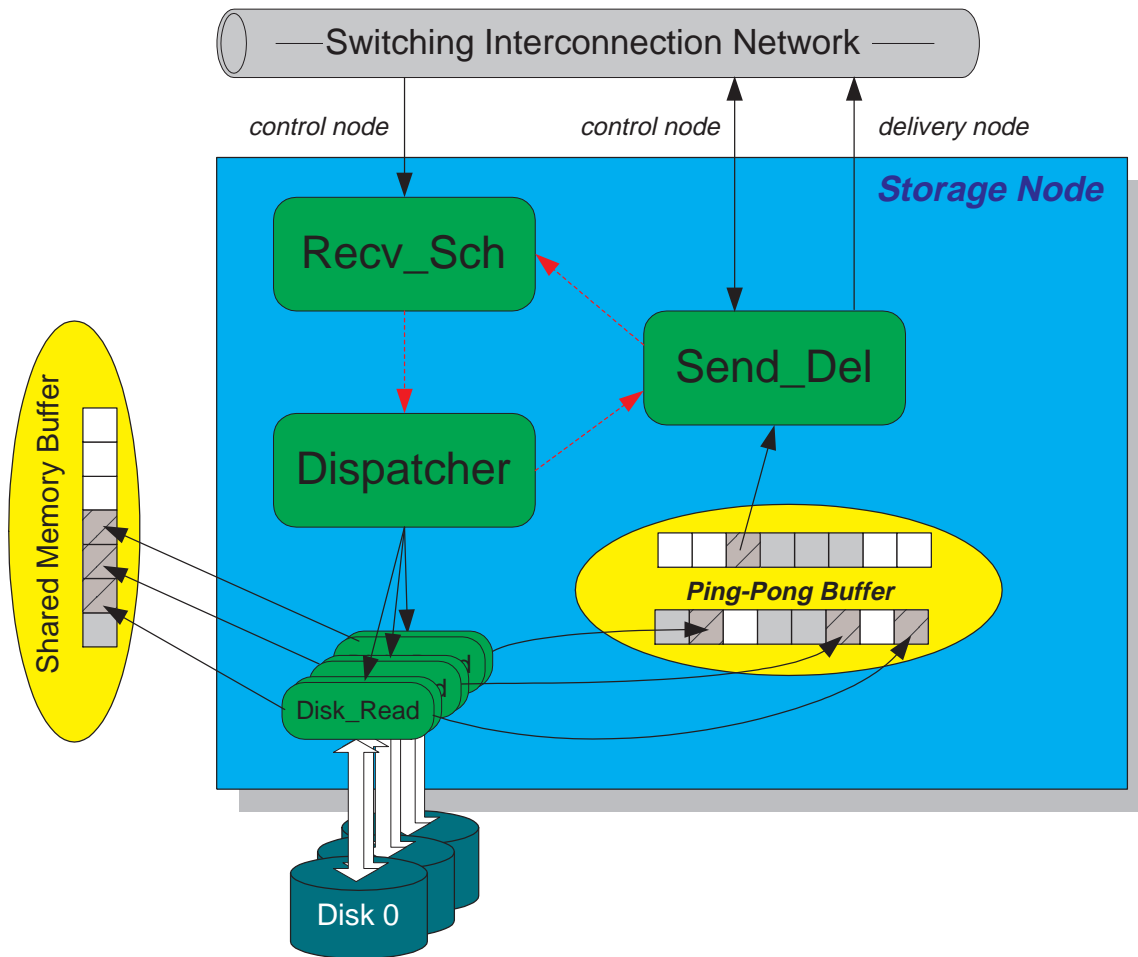 Switching Interconnection Network
control node
control node
delivery node
Storage Node
Recv_Sch
Send_Del
Dispatcher
Shared Memory Buffer
Ping-Pong Buffer
Disk_Read
Disk 0